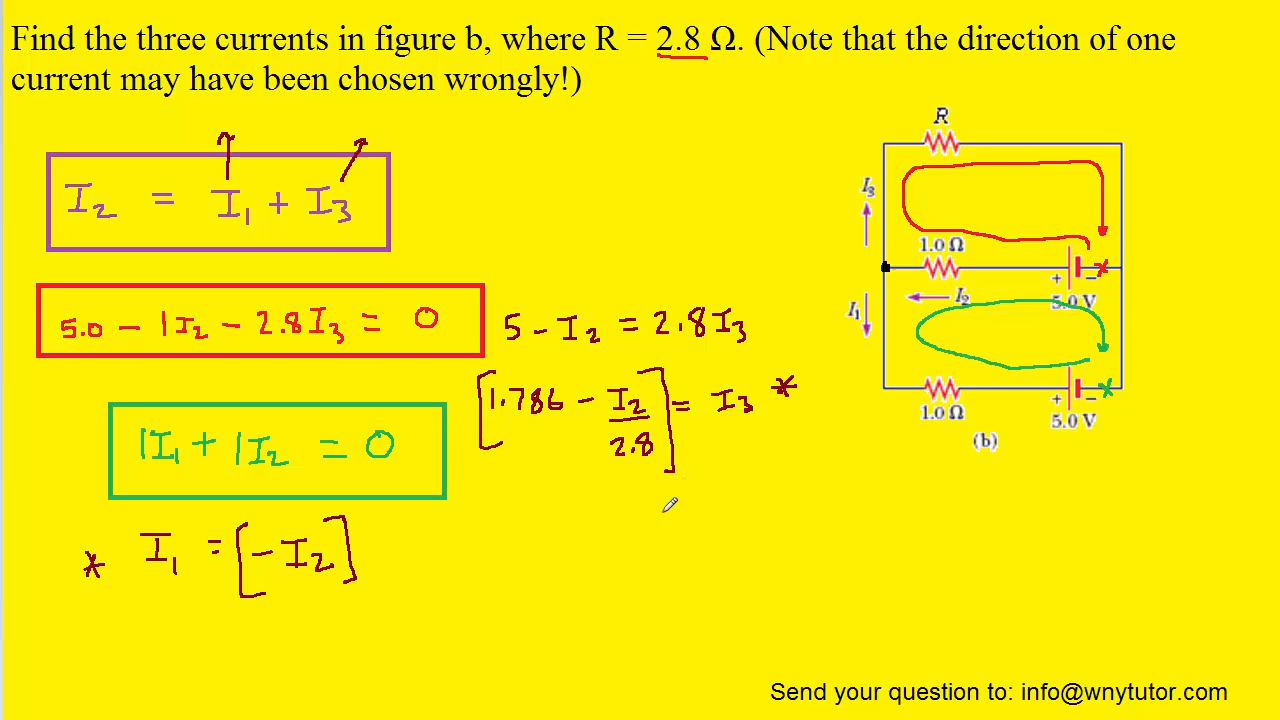 Find the three currents in figure b, where R = 2.8 Ω. (Note that the direction of one
current may have been chosen wrongly!)
I₂ = I₁ + I₃
5.0 − 1I₂ − 2.8I₃ = 0
5 − I₂ = 2.8I₃
[1.786 − I₂/2.8] = I₃ *
1I₁ + 1I₂ = 0
* I₁ = [−I₂]
R
I₃
1.0 Ω
+ − ×
I₂
5.0 V
I₁
+ − ×
1.0 Ω
5.0 V
(b)
Send your question to: info@wnytutor.com